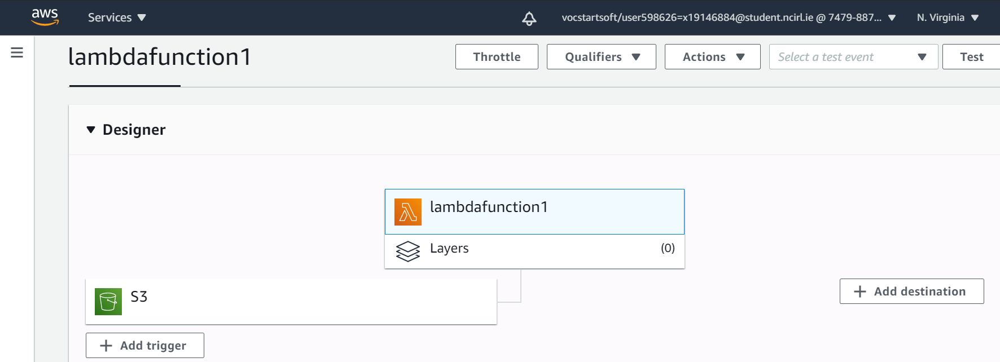 aws Services vocstartsoft/user598626=x19146884@student.ncirl.ie @ 7479-887... N. Virginia
lambdafunction1 Throttle Qualifiers Actions Select a test event Test
Designer
lambdafunction1
Layers (0)
S3
Add destination
Add trigger